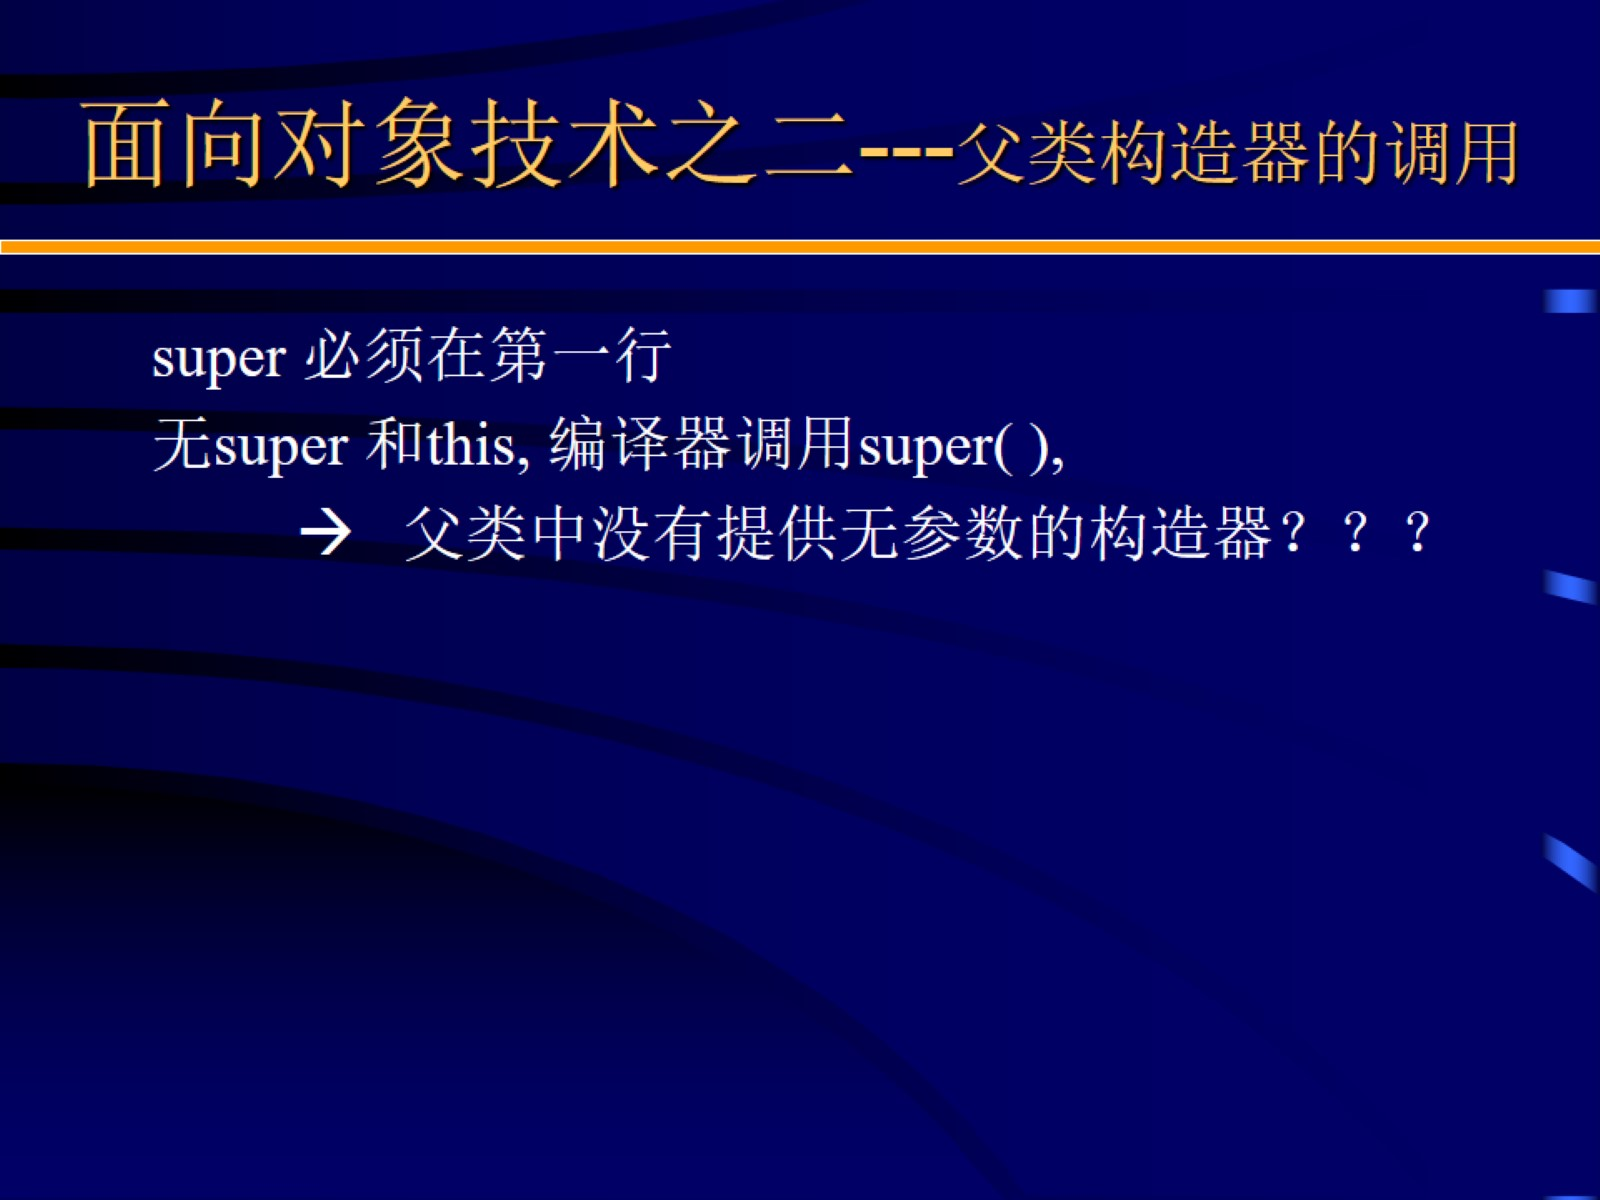 面向对象技术之二---父类构造器的调用
super 必须在第一行
无super 和this, 编译器调用super( ),
→ 父类中没有提供无参数的构造器？？？